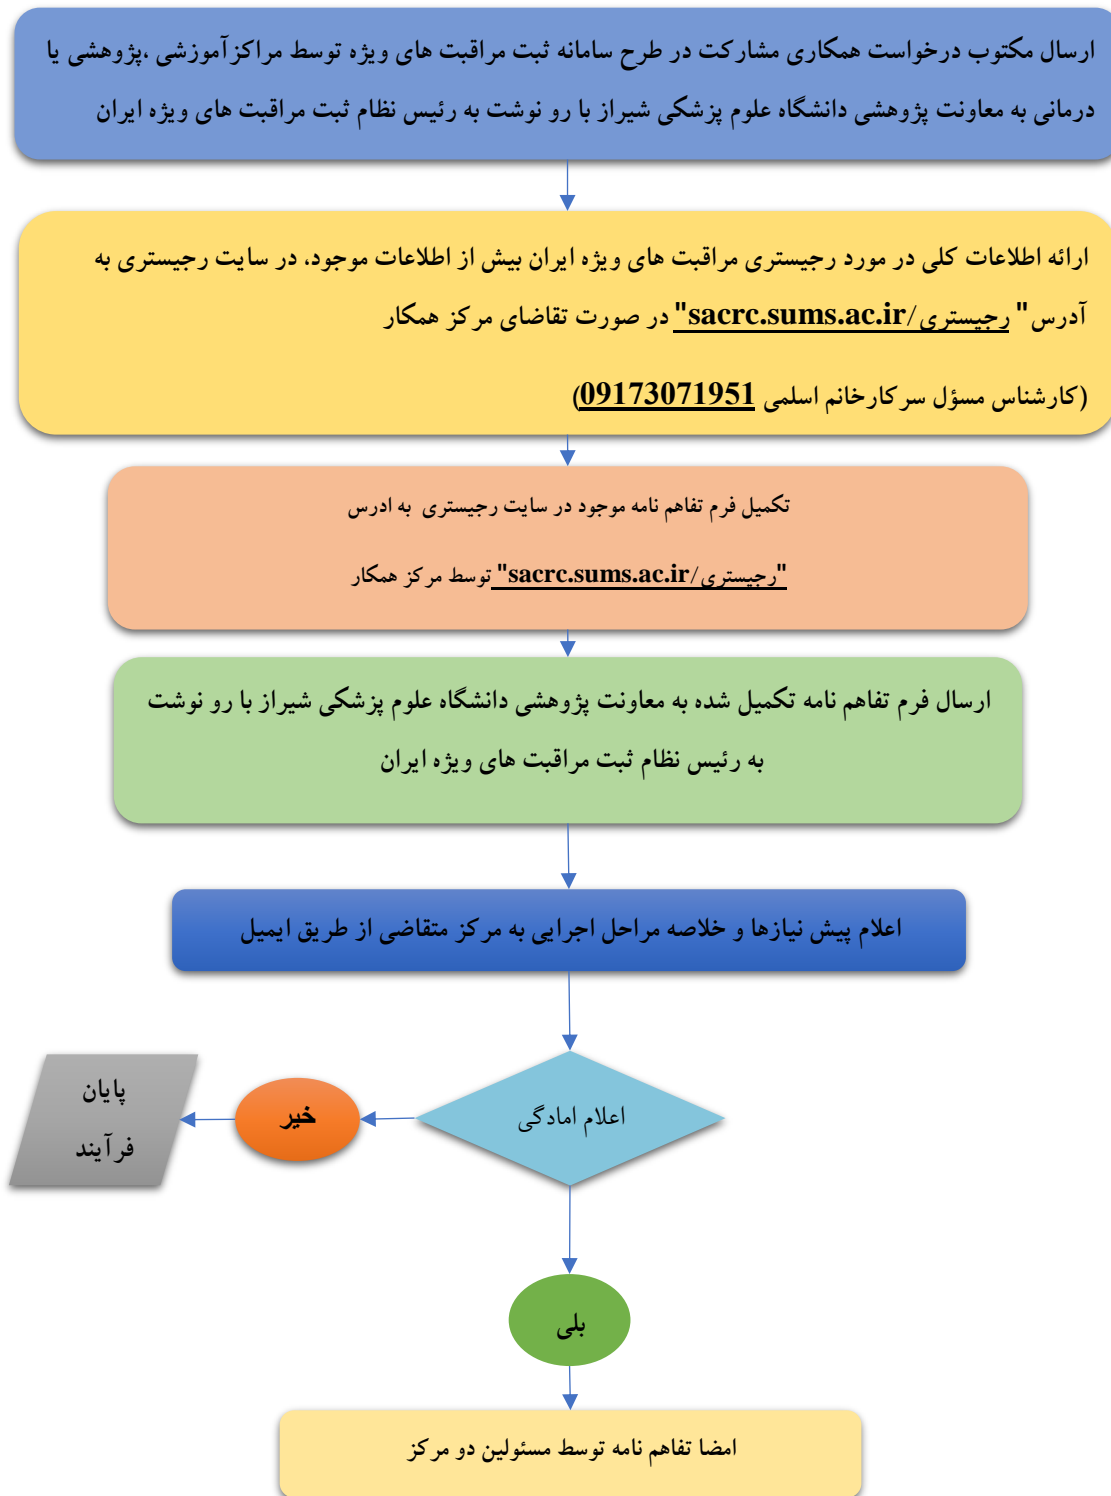 ارسال مکتوب درخواست همکاری مشارکت در طرح سامانه ثبت مراقبت های ویژه توسط مراکزآموزشی ،پژوهشی یا
درمانی به معاونت پژوهشی دانشگاه علوم پزشکی شیراز با رو نوشت به رئیس نظام ثبت مراقبت های ویژه ایران
ارائه اطلاعات کلی در مورد رجیستری مراقبت های ویژه ایران بیش از اطلاعات موجود، در سایت رجیستری به
آدرس" رجیستری/sacrc.sums.ac.ir" در صورت تقاضای مرکز همکار
(کارشناس مسؤل سرکارخانم اسلمی 09173071951)
تکمیل فرم تفاهم نامه موجود در سایت رجیستری به ادرس
"رجیستری/sacrc.sums.ac.ir" توسط مرکز همکار
ارسال فرم تفاهم نامه تکمیل شده به معاونت پژوهشی دانشگاه علوم پزشکی شیراز با رو نوشت
به رئیس نظام ثبت مراقبت های ویژه ایران
اعلام پیش نیازها و خلاصه مراحل اجرایی به مرکز متقاضی از طریق ایمیل
اعلام امادگی
خیر
پایان
فرآیند
بلی
امضا تفاهم نامه توسط مسئولین دو مرکز